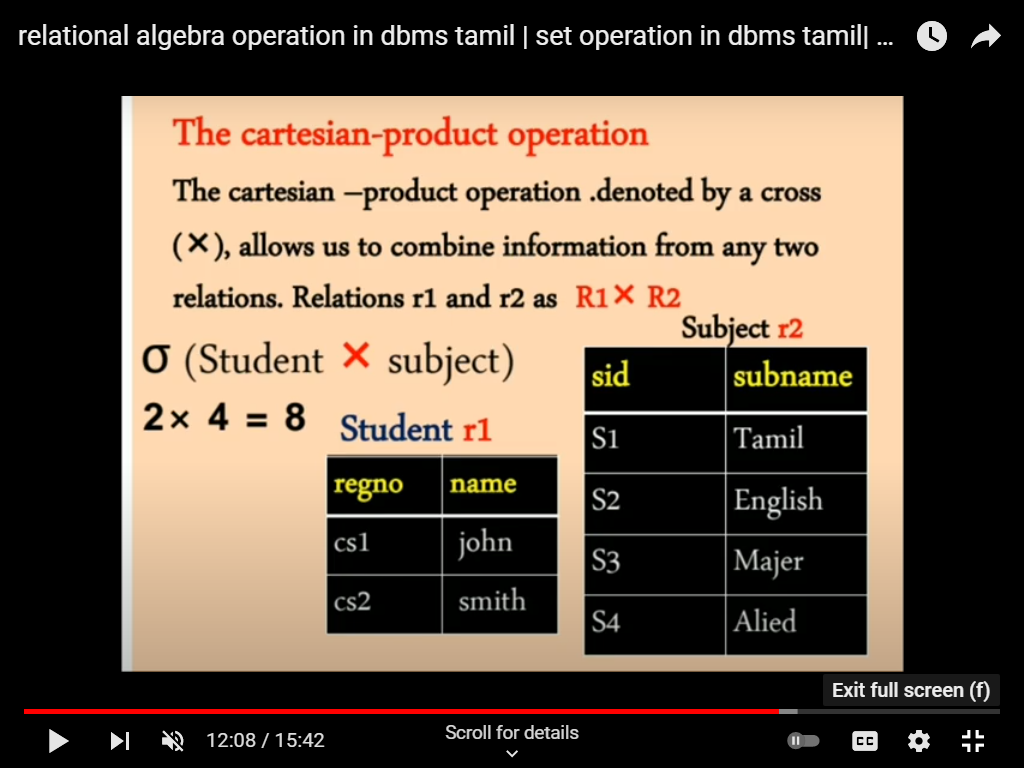 relational algebra operation in dbms tamil | set operation in dbms tamil| ...
The cartesian-product operation
The cartesian –product operation .denoted by a cross
(×), allows us to combine information from any two
relations. Relations r1 and r2 as R1× R2
Subject r2
σ (Student × subject)
2× 4 = 8
Student r1
regno name
cs1 john
cs2 smith
sid subname
S1 Tamil
S2 English
S3 Majer
S4 Alied
Exit full screen (f)
12:08 / 15:42
Scroll for details
CC